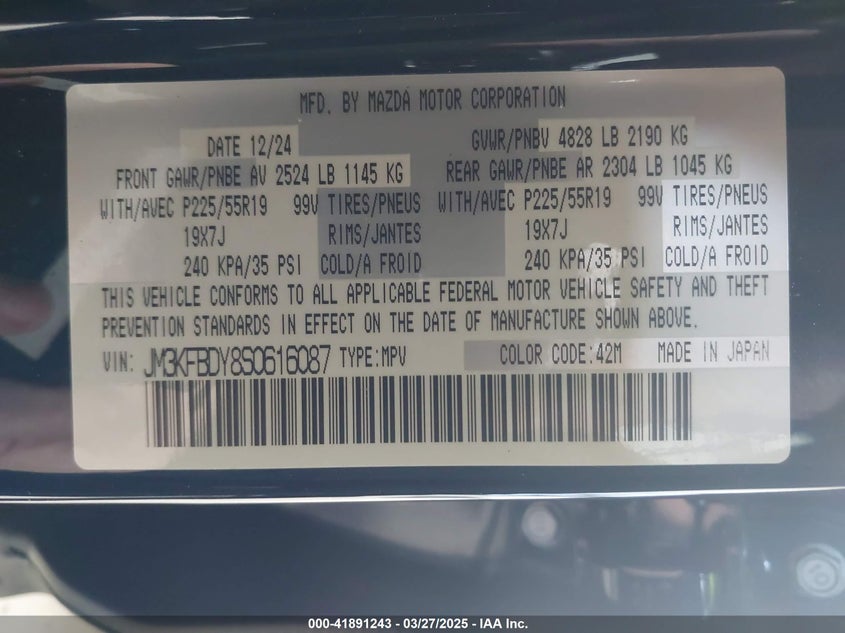 MFD. BY MAZDA MOTOR CORPORATION
DATE 12/24 GVWR/PNBV 4828 LB 2190 KG
FRONT GAWR/PNBE AV 2524 LB 1145 KG REAR GAWR/PNBE AR 2304 LB 1045 KG
WITH/AVEC P225/55R19 99V TIRES/PNEUS WITH/AVEC P225/55R19 99V TIRES/PNEUS
19X7J RIMS/JANTES 19X7J RIMS/JANTES
240 KPA/35 PSI COLD/A FROID 240 KPA/35 PSI COLD/A FROID
THIS VEHICLE CONFORMS TO ALL APPLICABLE FEDERAL MOTOR VEHICLE SAFETY AND THEFT
PREVENTION STANDARDS IN EFFECT ON THE DATE OF MANUFACTURE SHOWN ABOVE.
VIN: JM3KFBDY8S0616087 TYPE:MPV COLOR CODE:42M MADE IN JAPAN
000-41891243 - 03/27/2025 - IAA Inc.